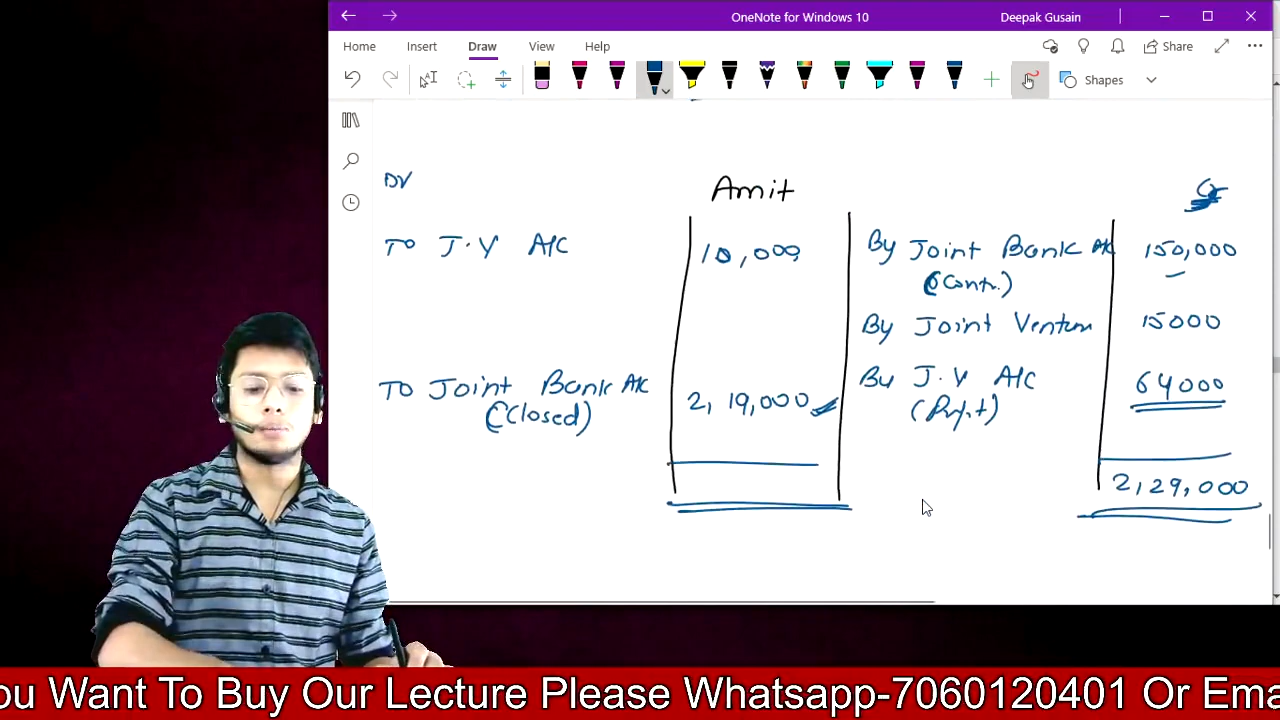 OneNote for Windows 10
Deepak Gusain
Home Insert Draw View Help Share
Shapes
Dr Amit Cr
To J.V A/C 10,000 By Joint Bank A/C 150,000
(Contr.)
By Joint Venture 15000
To Joint Bank A/C 2,19,000 By J.V A/C 64000
(Closed) (Profit)
2,29,000
ou Want To Buy Our Lecture Please Whatsapp-7060120401 Or Ema